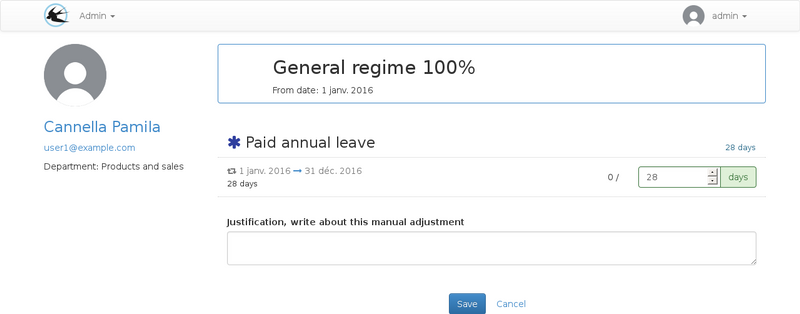 Admin
admin
General regime 100%
From date: 1 janv. 2016
Cannella Pamila
user1@example.com
Department: Products and sales
Paid annual leave
28 days
1 janv. 2016 31 déc. 2016
28 days
0 / 28 days
Justification, write about this manual adjustment
Save Cancel